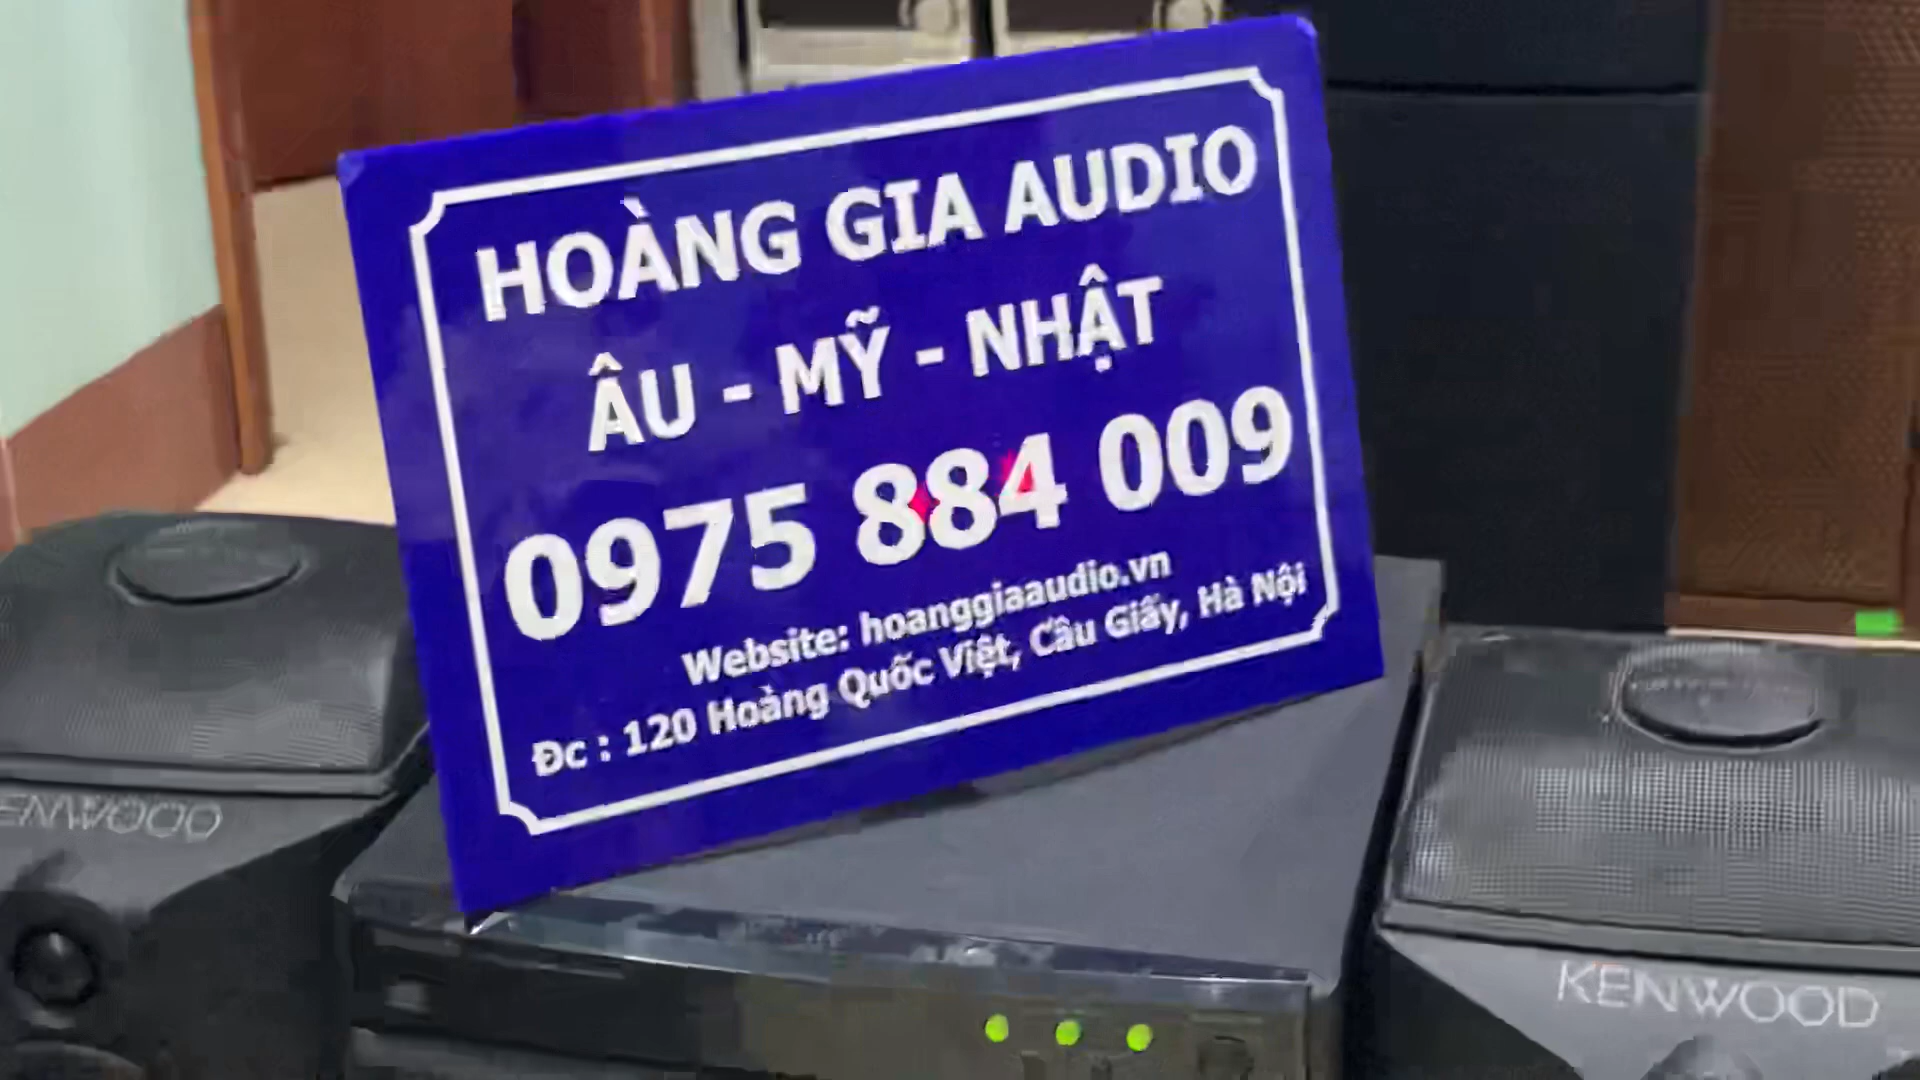 HOÀNG GIA AUDIO
ÂU - MỸ - NHẬT
0975 884 009
Website: hoanggiaaudio.vn
Đc : 120 Hoàng Quốc Việt, Cầu Giấy, Hà Nội
ENWOOD
KENWOOD